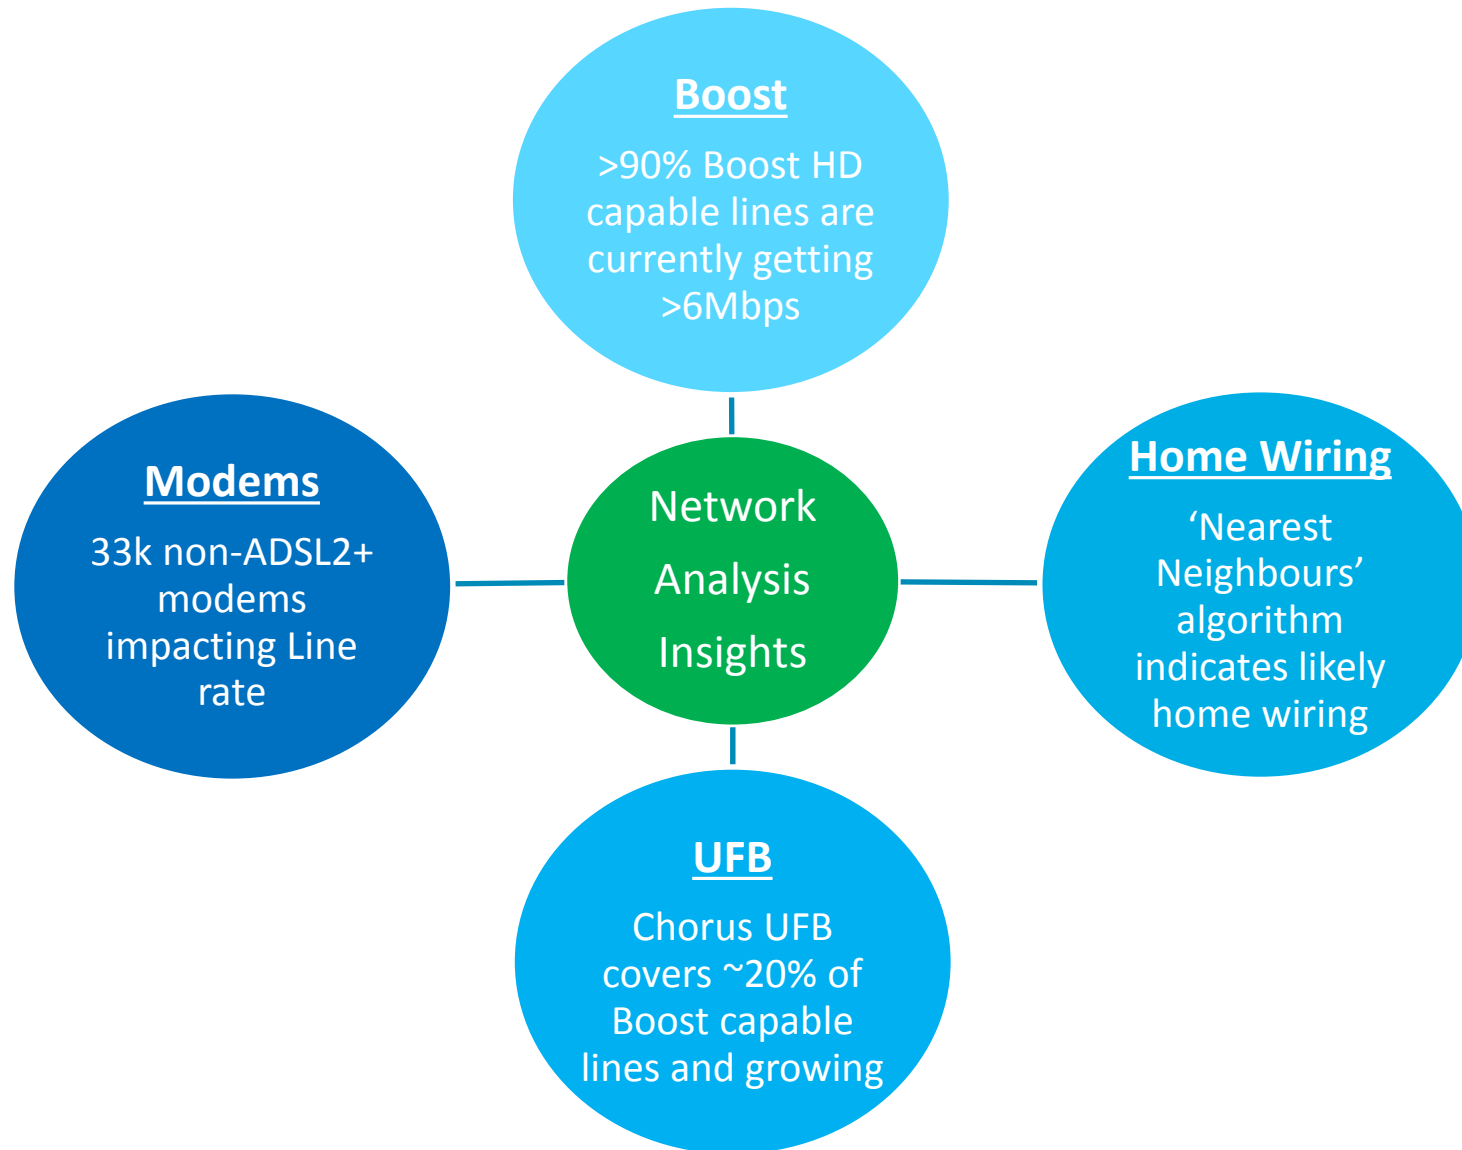 Boost
>90% Boost HD
capable lines are
currently getting
>6Mbps
Modems
33k non-ADSL2+
modems
impacting Line
rate
Network
Analysis
Insights
Home Wiring
‘Nearest
Neighbours’
algorithm
indicates likely
home wiring
UFB
Chorus UFB
covers ~20% of
Boost capable
lines and growing